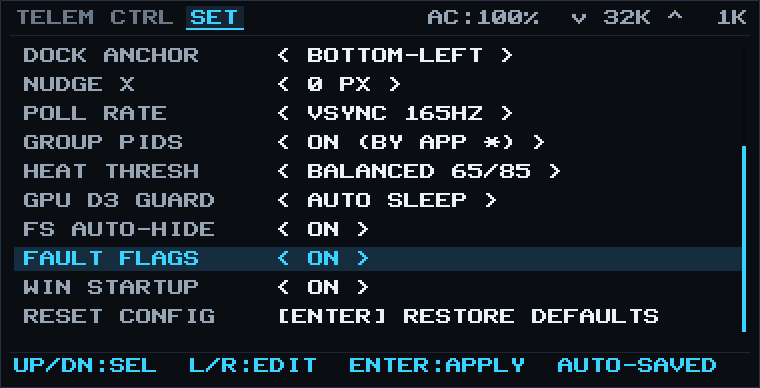 TELEM CTRL SET AC:100% v 32K ^ 1K
DOCK ANCHOR < BOTTOM-LEFT >
NUDGE X < 0 PX >
POLL RATE < VSYNC 165HZ >
GROUP PIDS < ON (BY APP *) >
HEAT THRESH < BALANCED 65/85 >
GPU D3 GUARD < AUTO SLEEP >
FS AUTO-HIDE < ON >
FAULT FLAGS < ON >
WIN STARTUP < ON >
RESET CONFIG [ENTER] RESTORE DEFAULTS
UP/DN:SEL L/R:EDIT ENTER:APPLY AUTO-SAVED